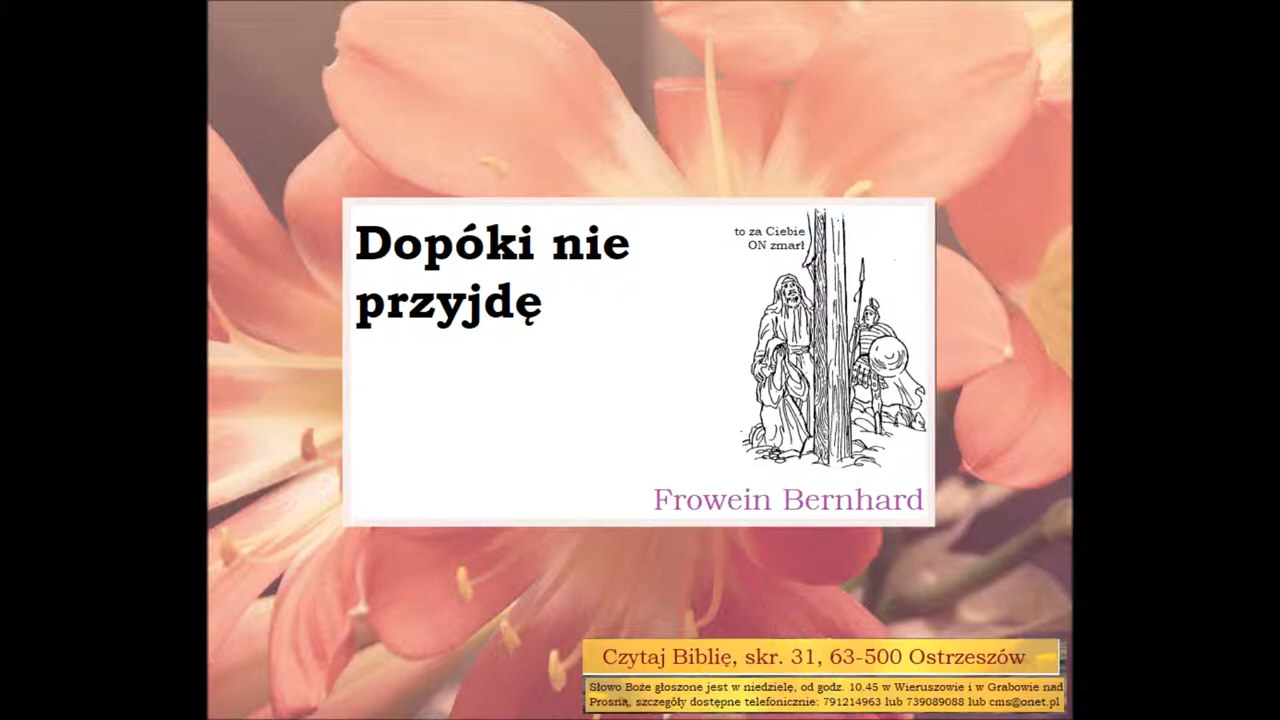 Dopóki nie
przyjdę
to za Ciebie
ON zmarł
Frowein Bernhard
Czytaj Biblię, skr. 31, 63-500 Ostrzeszów
Słowo Boże głoszone jest w niedzielę, od godz. 10.45 w Wieruszowie i w Grabowie nad
Prosną, szczegóły dostępne telefonicznie: 791214963 lub 739089088 lub cms@onet.pl